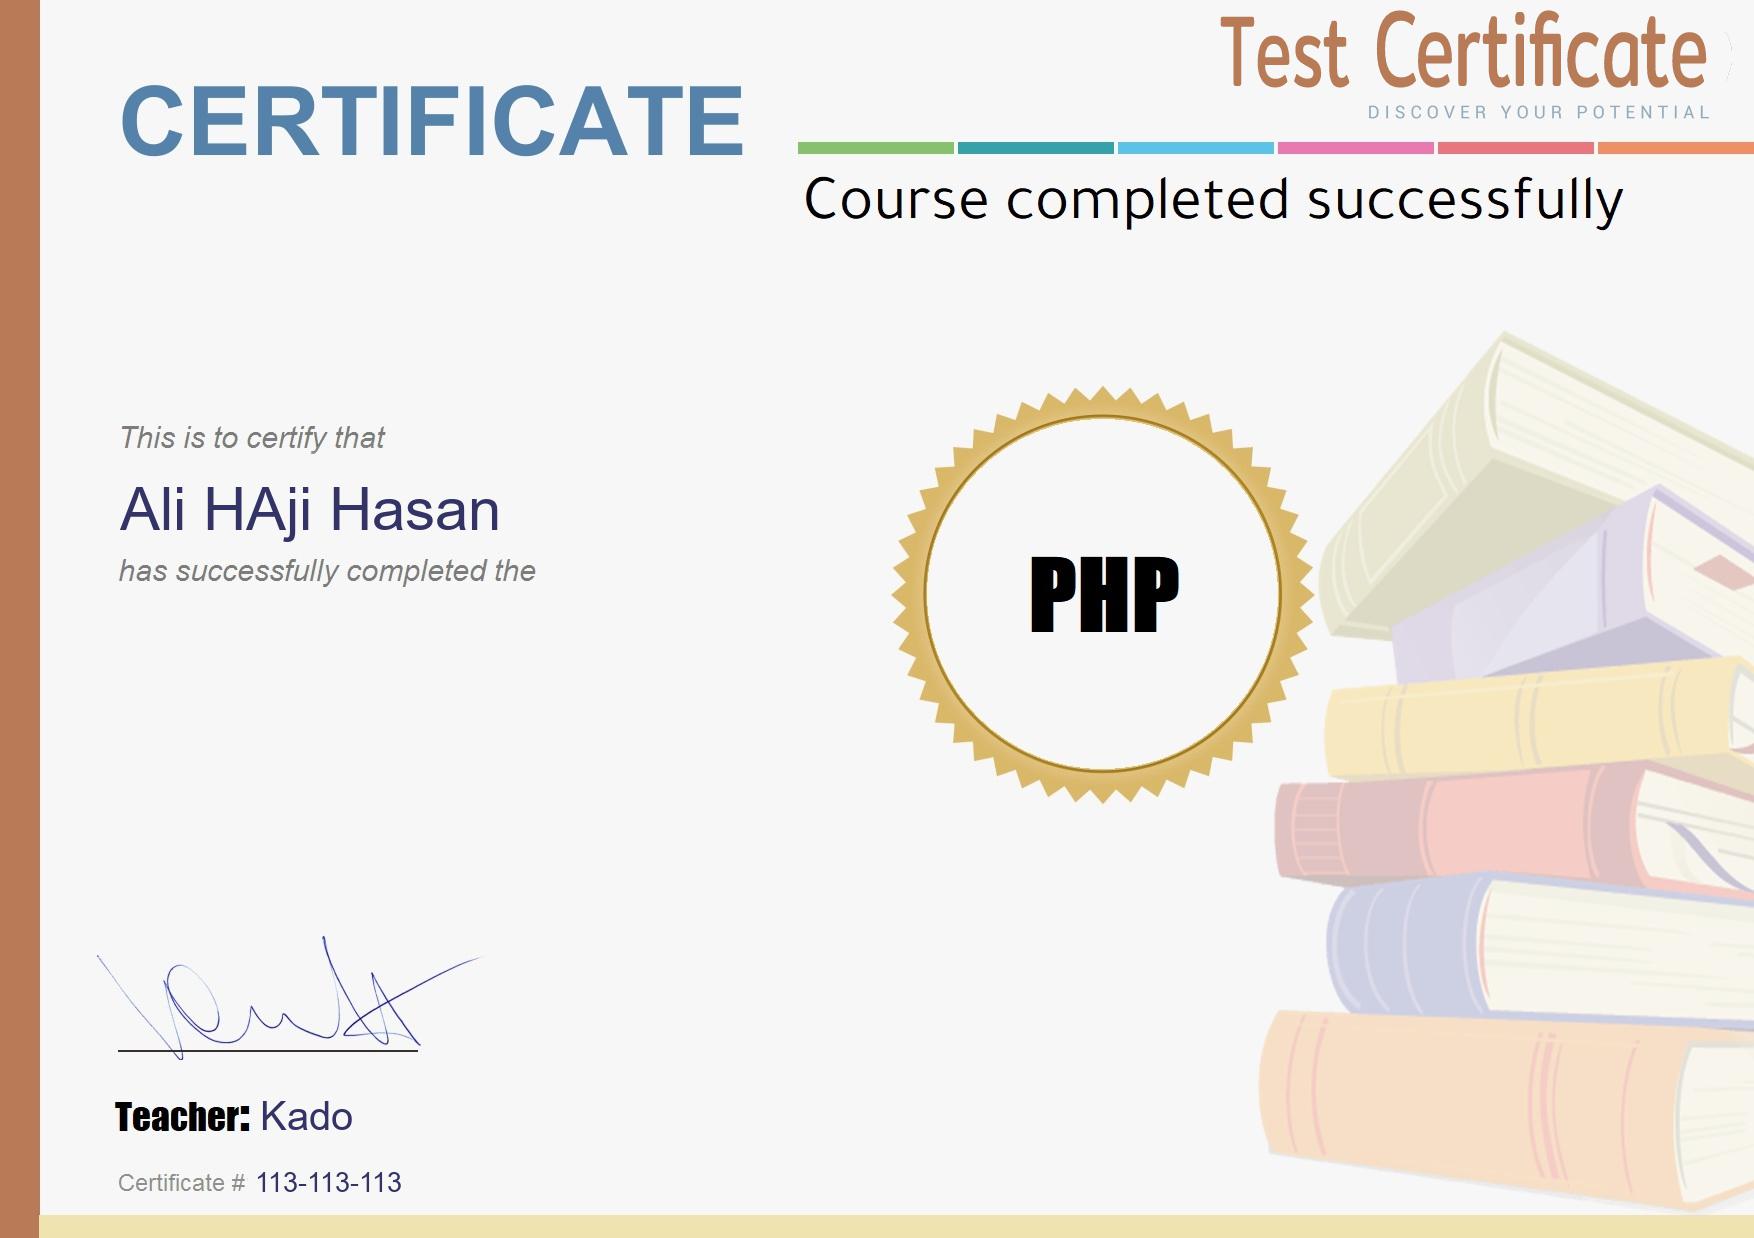 Test Certificate
DISCOVER YOUR POTENTIAL
CERTIFICATE
Course completed successfully
This is to certify that
Ali HAji Hasan
has successfully completed the
PHP
Teacher: Kado
Certificate # 113-113-113